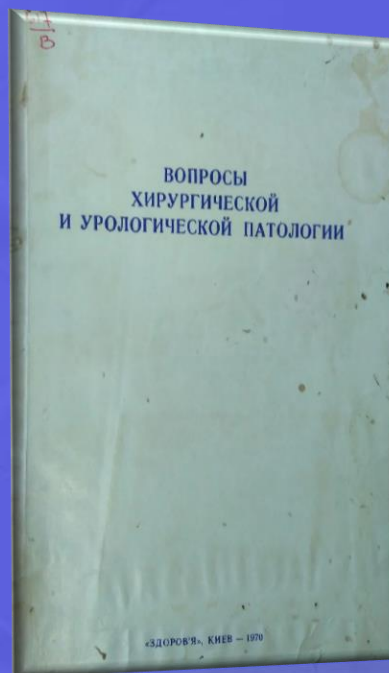 В
ВОПРОСЫ
ХИРУРГИЧЕСКОЙ
И УРОЛОГИЧЕСКОЙ ПАТОЛОГИИ
«ЗДОРОВ'Я», КИЕВ — 1970